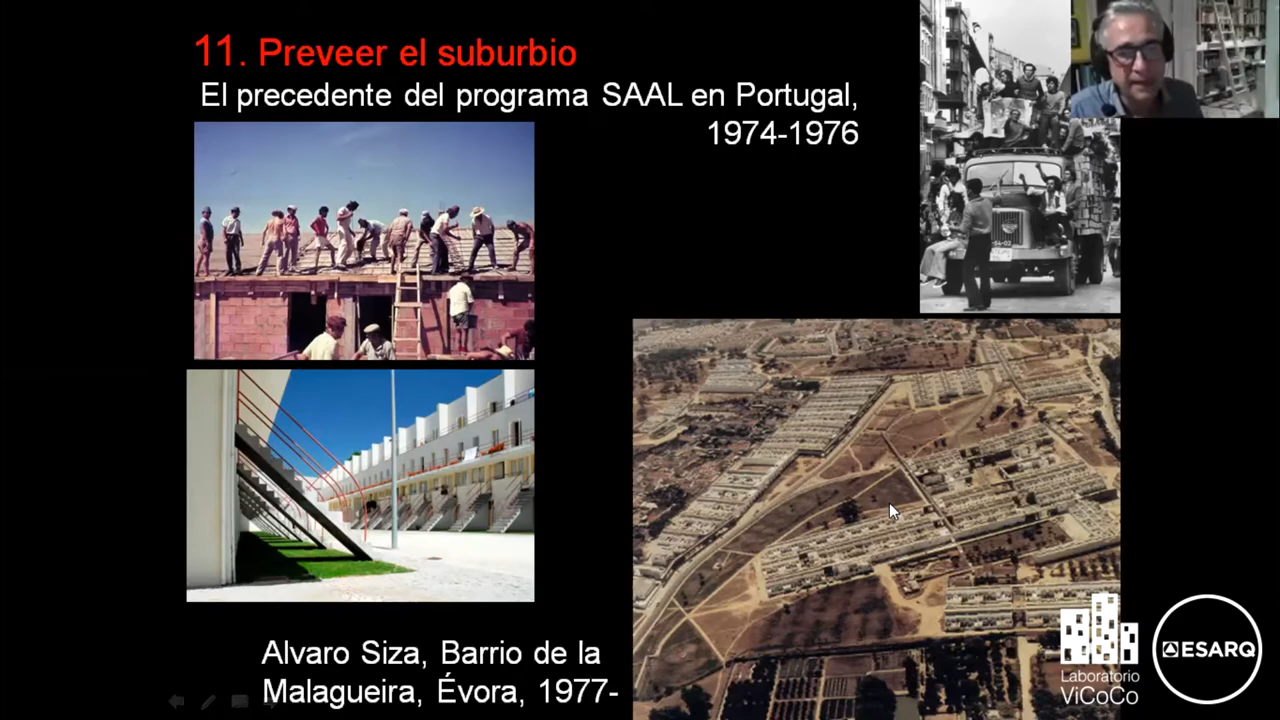 11. Preveer el suburbio
El precedente del programa SAAL en Portugal,
1974-1976
Alvaro Siza, Barrio de la
Malagueira, Évora, 1977-
Laboratorio
ViCoCo
ESARQ